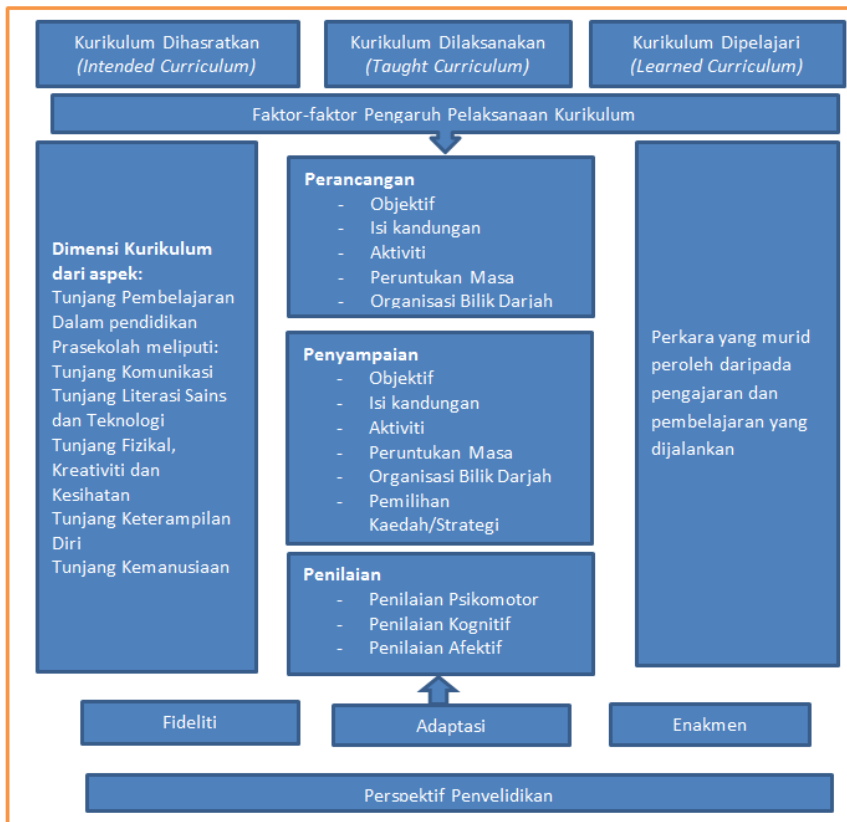 Kurikulum Dihasratkan
(Intended Curriculum)
Kurikulum Dilaksanakan
(Taught Curriculum)
Kurikulum Dipelajari
(Learned Curriculum)
Faktor-faktor Pengaruh Pelaksanaan Kurikulum
Dimensi Kurikulum
dari aspek:
Tunjang Pembelajaran
Dalam pendidikan
Prasekolah meliputi:
Tunjang Komunikasi
Tunjang Literasi Sains
dan Teknologi
Tunjang Fizikal,
Kreativiti dan
Kesihatan
Tunjang Keterampilan
Diri
Tunjang Kemanusiaan
Perancangan
- Objektif
- Isi kandungan
- Aktiviti
- Peruntukan Masa
- Organisasi Bilik Darjah
Penyampaian
- Objektif
- Isi kandungan
- Aktiviti
- Peruntukan Masa
- Organisasi Bilik Darjah
- Pemilihan
Kaedah/Strategi
Penilaian
- Penilaian Psikomotor
- Penilaian Kognitif
- Penilaian Afektif
Perkara yang murid
peroleh daripada
pengajaran dan
pembelajaran yang
dijalankan
Fideliti
Adaptasi
Enakmen
Perspektif Penyelidikan